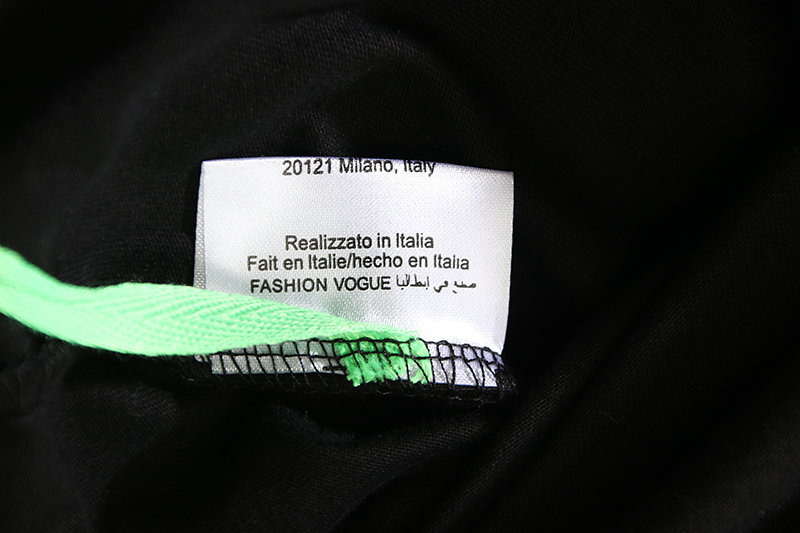 20121 Milano, Italy
Realizzato in Italia
Fait en Italie/hecho en Italia
FASHION VOGUE صنع في إيطاليا